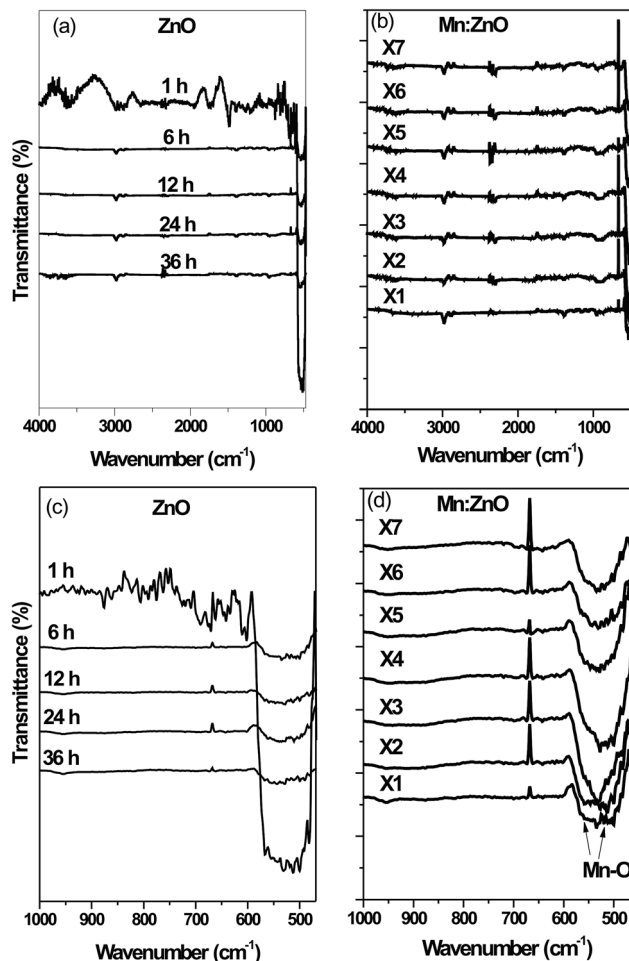 (a) ZnO
1 h
6 h
12 h
24 h
36 h
Transmittance (%)
4000 3000 2000 1000
Wavenumber (cm-1)
(b) Mn:ZnO
X7
X6
X5
X4
X3
X2
X1
4000 3000 2000 1000
Wavenumber (cm-1)
(c) ZnO
1 h
6 h
12 h
24 h
36 h
Transmittance (%)
1000 900 800 700 600 500
Wavenumber (cm-1)
(d) Mn:ZnO
X7
X6
X5
X4
X3
X2
X1
Mn-O
1000 900 800 700 600 500
Wavenumber (cm-1)